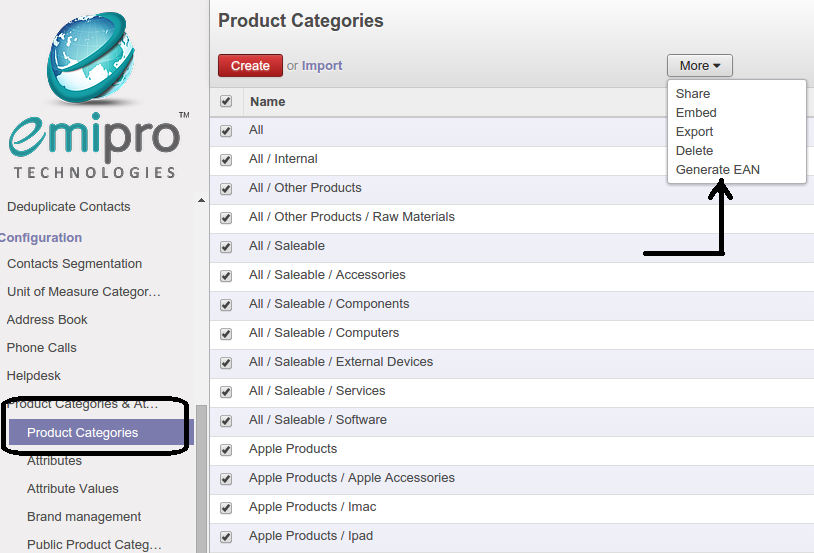 emipro™
TECHNOLOGIES
Deduplicate Contacts
Configuration
Contacts Segmentation
Unit of Measure Categor…
Address Book
Phone Calls
Helpdesk
Product Categories & At…
Product Categories
Attributes
Attribute Values
Brand management
Public Product Categ…
Product Categories
Create or Import
More
Share
Embed
Export
Delete
Generate EAN
Name
All
All / Internal
All / Other Products
All / Other Products / Raw Materials
All / Saleable
All / Saleable / Accessories
All / Saleable / Components
All / Saleable / Computers
All / Saleable / External Devices
All / Saleable / Services
All / Saleable / Software
Apple Products
Apple Products / Apple Accessories
Apple Products / Imac
Apple Products / Ipad